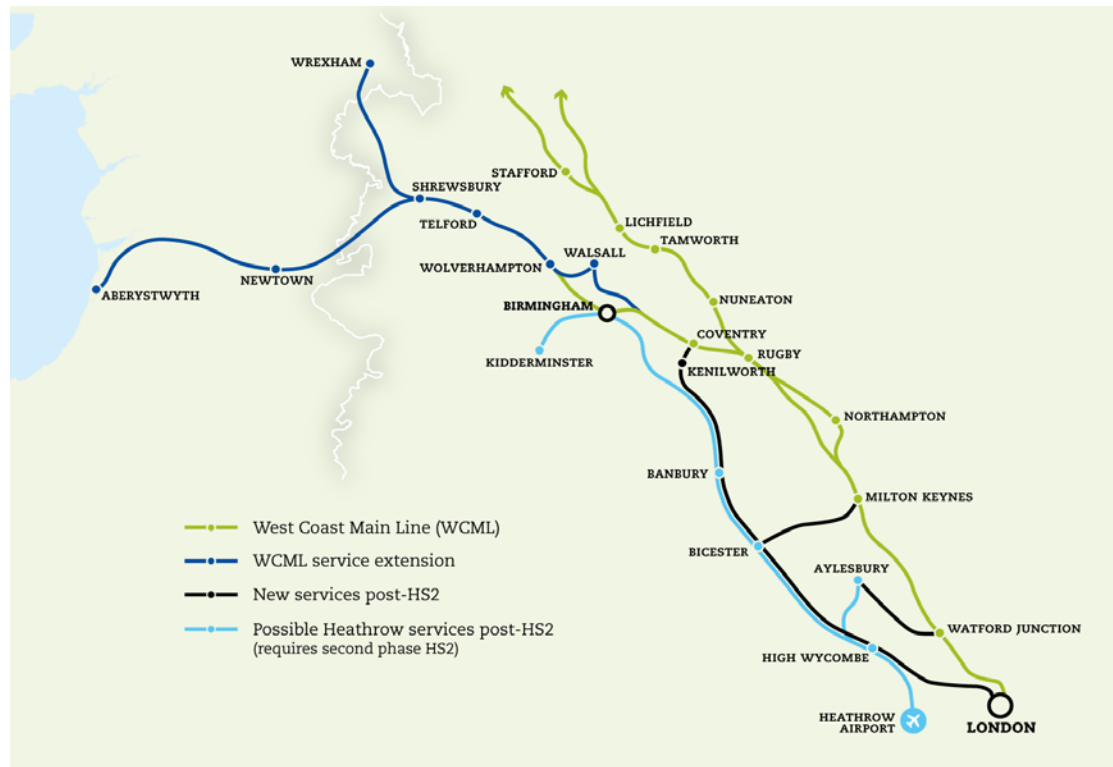 WREXHAM
STAFFORD
SHREWSBURY
TELFORD
LICHFIELD
TAMWORTH
WALSALL
WOLVERHAMPTON
NEWTOWN
ABERYSTWYTH
NUNEATON
BIRMINGHAM
COVENTRY
RUGBY
KIDDERMINSTER
KENILWORTH
NORTHAMPTON
BANBURY
MILTON KEYNES
West Coast Main Line (WCML)
WCML service extension
New services post-HS2
Possible Heathrow services post-HS2
(requires second phase HS2)
BICESTER
AYLESBURY
WATFORD JUNCTION
HIGH WYCOMBE
HEATHROW
AIRPORT
LONDON